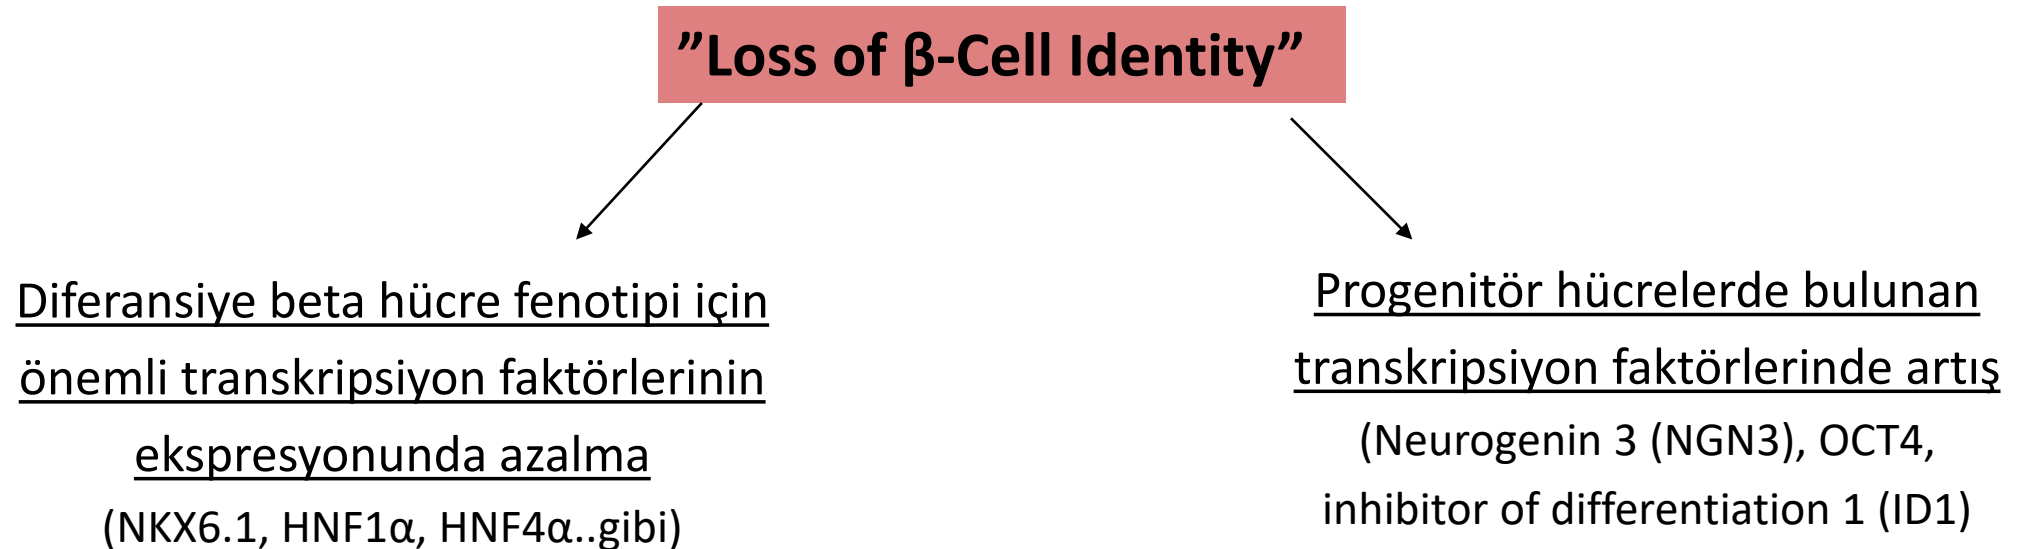 ”Loss of β-Cell Identity”
Diferansiye beta hücre fenotipi için
önemli transkripsiyon faktörlerinin
ekspresyonunda azalma
(NKX6.1, HNF1α, HNF4α..gibi)
Progenitör hücrelerde bulunan
transkripsiyon faktörlerinde artış
(Neurogenin 3 (NGN3), OCT4,
inhibitor of differentiation 1 (ID1)